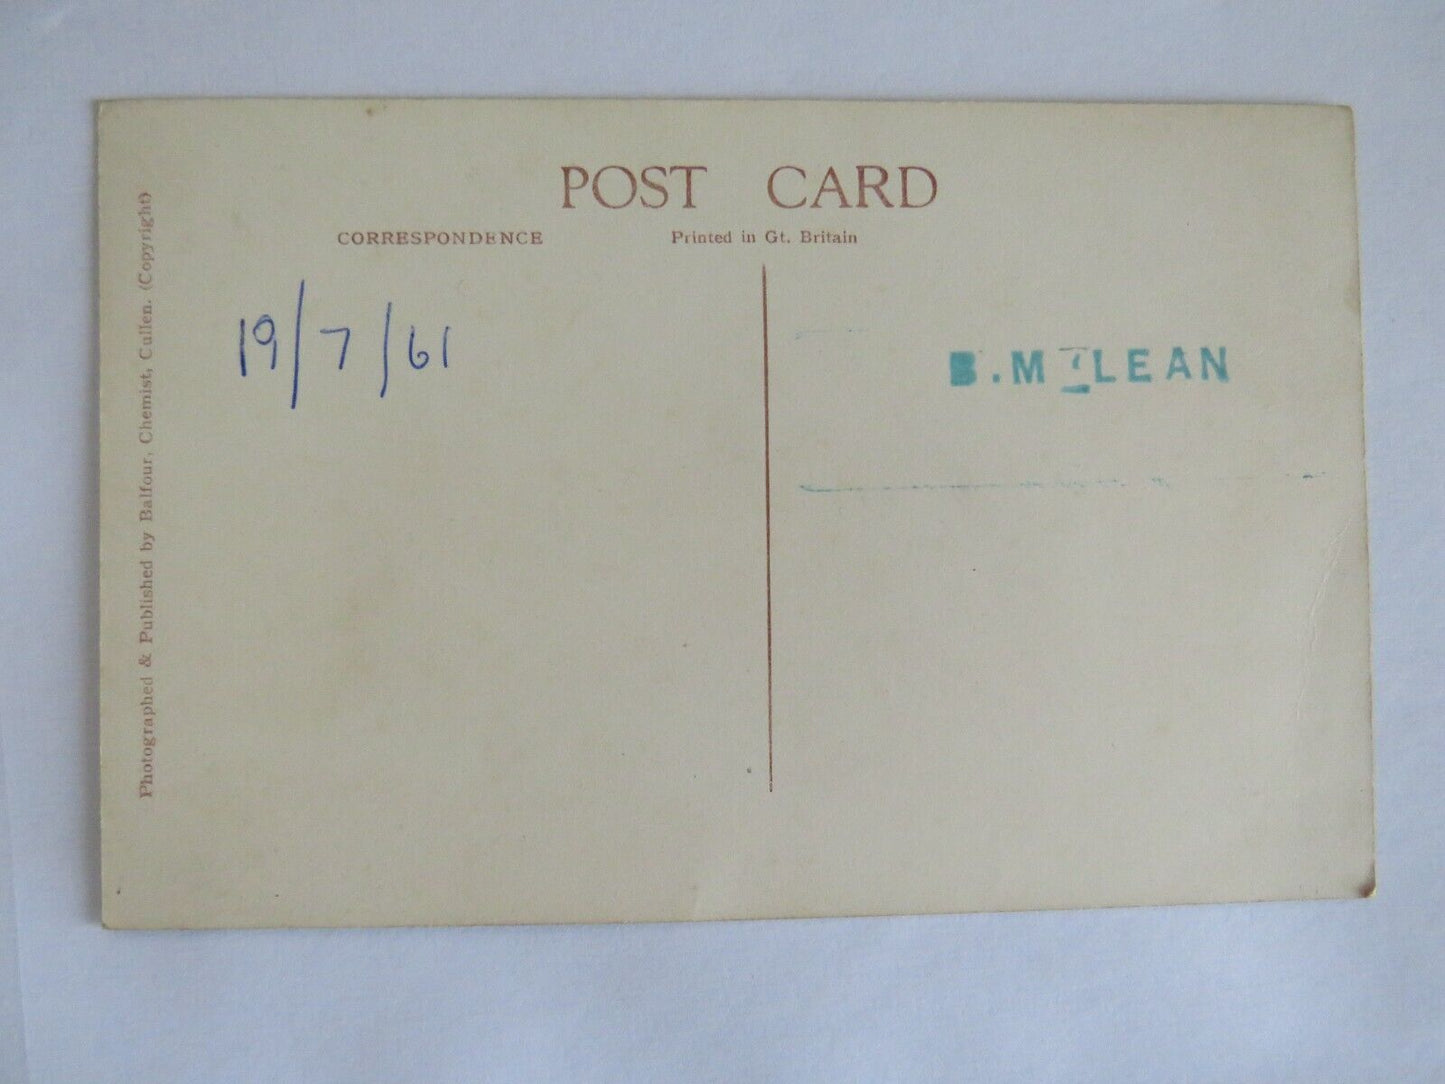 POST CARD
CORRESPONDENCE
Printed in Gt. Britain
Photographed & Published by Balfour, Chemist, Cullen. (Copyright)
19/7/61
B. McLEAN